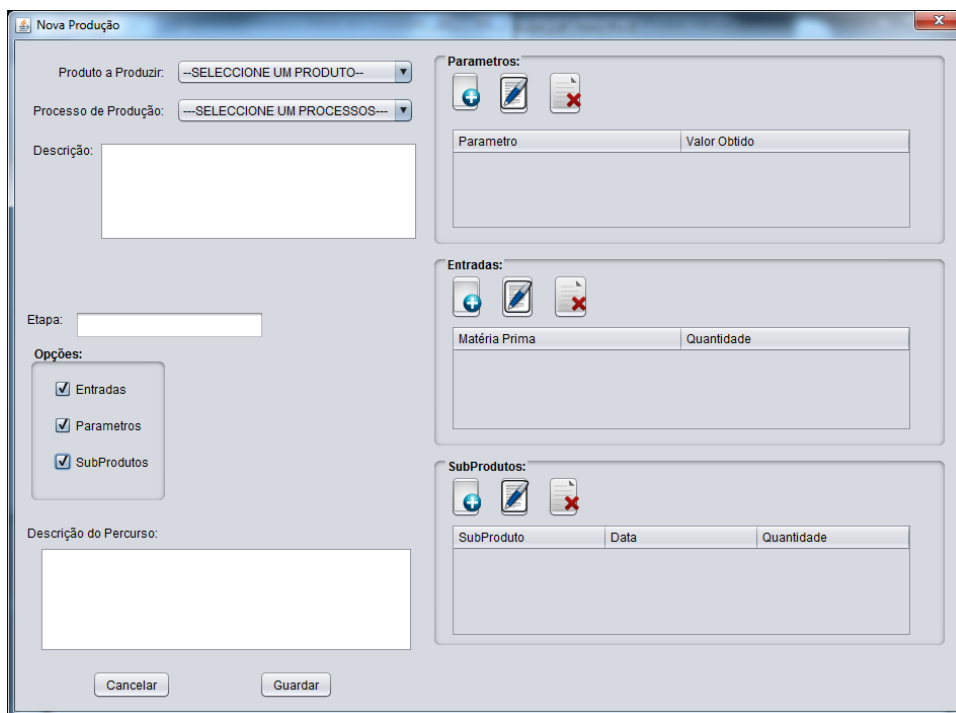 Nova Produção
Produto a Produzir: --SELECCIONE UM PRODUTO--
Processo de Produção: ---SELECCIONE UM PROCESSOS---
Descrição:
Etapa:
Opções:
Entradas
Parametros
SubProdutos
Descrição do Percurso:
Cancelar Guardar
Parametros:
Parametro Valor Obtido
Entradas:
Matéria Prima Quantidade
SubProdutos:
SubProduto Data Quantidade